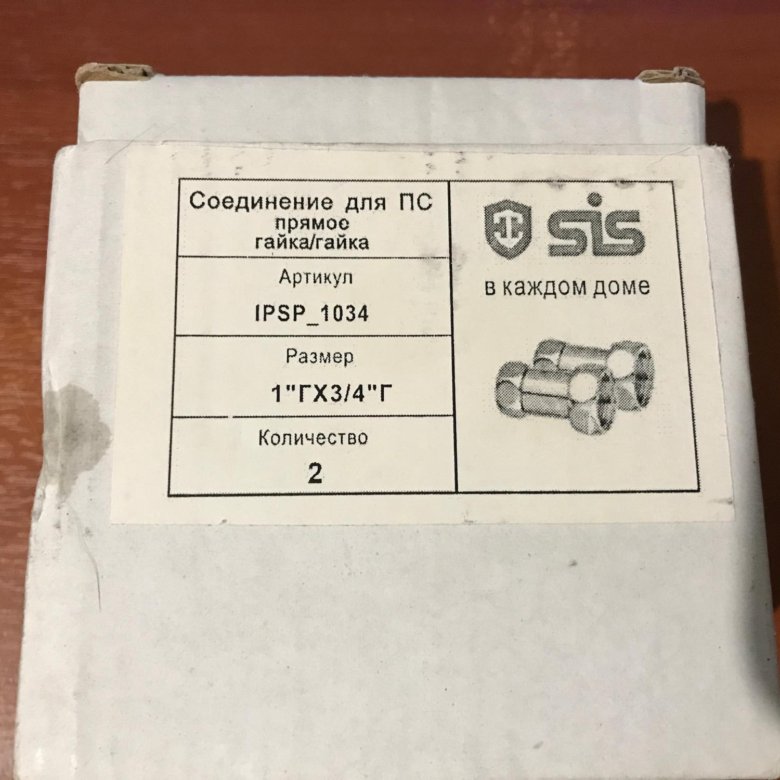 Соединение для ПС
прямое
гайка/гайка
Артикул
IPSP_1034
Размер
1"ГХ3/4"Г
Количество
2
sis
в каждом доме